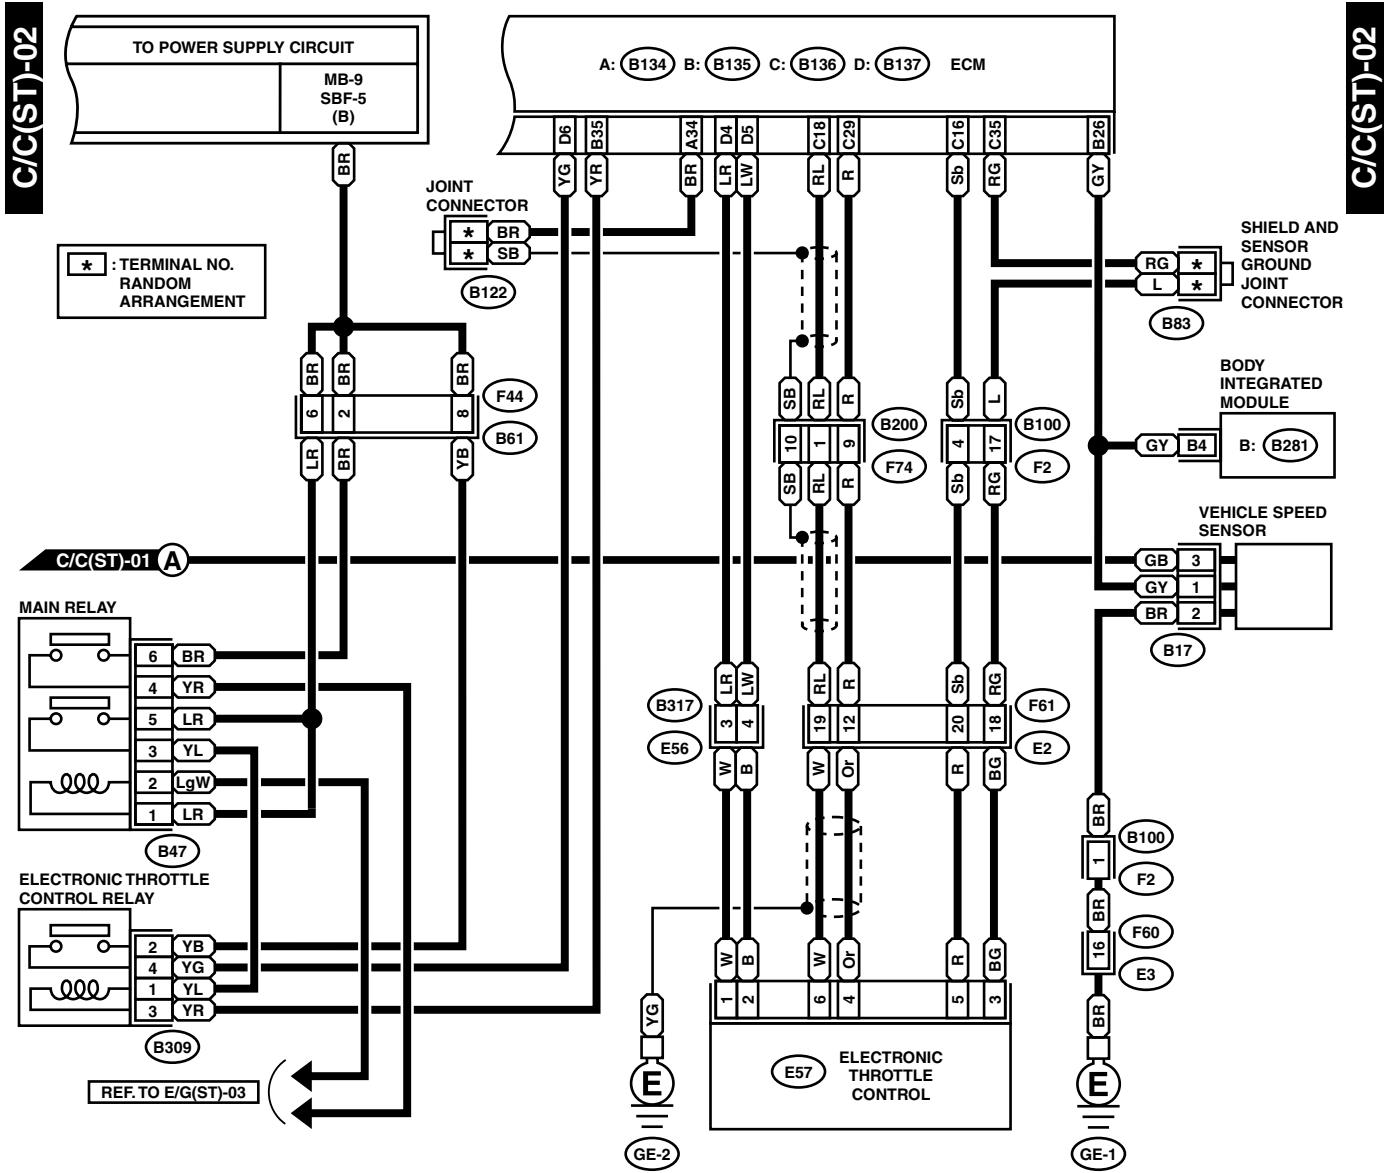 C/C(ST)-02
C/C(ST)-02
TO POWER SUPPLY CIRCUIT
MB-9
SBF-5
(B)
A: B134 B: B135 C: B136 D: B137 ECM
D6 B35 A34 D4 D5 C18 C29 C16 C35 B26
BR
YG YR BR LR LW RL R Sb RG GY
JOINT
CONNECTOR
* BR
* SB
B122
* : TERMINAL NO.
RANDOM
ARRANGEMENT
SHIELD AND
SENSOR
GROUND
JOINT
CONNECTOR
RG *
L *
B83
BR BR BR
6 2 8
F44
B61
LR BR YB
SB RL R Sb L
10 1 9
B200
F74
4 17
B100
F2
SB RL R Sb RG
BODY
INTEGRATED
MODULE
GY B4 B: B281
VEHICLE SPEED
SENSOR
GB 3
GY 1
BR 2
B17
C/C(ST)-01 A
MAIN RELAY
6 BR
4 YR
5 LR
3 YL
2 LgW
1 LR
B47
LR LW RL R Sb RG
B317
E56
3 4
19 12 20 18
F61
E2
W B W Or R BG
BR
1
B100
F2
BR
16
F60
E3
BR
E
GE-1
ELECTRONIC THROTTLE
CONTROL RELAY
2 YB
4 YG
1 YL
3 YR
B309
REF. TO E/G(ST)-03
YG
E
GE-2
W B W Or R BG
1 2 6 4 5 3
E57
ELECTRONIC
THROTTLE
CONTROL